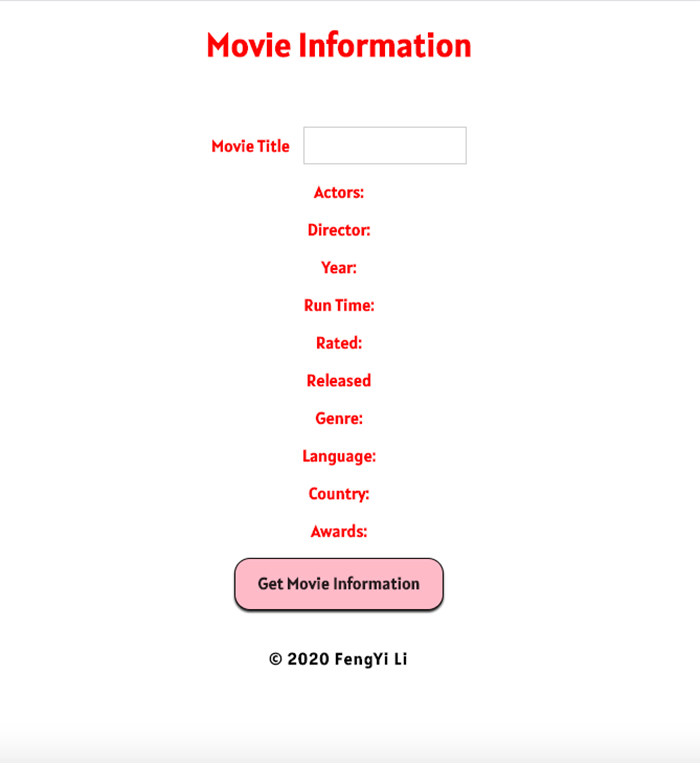 Movie Information
Movie Title
Actors:
Director:
Year:
Run Time:
Rated:
Released
Genre:
Language:
Country:
Awards:
Get Movie Information
© 2020 FengYi Li